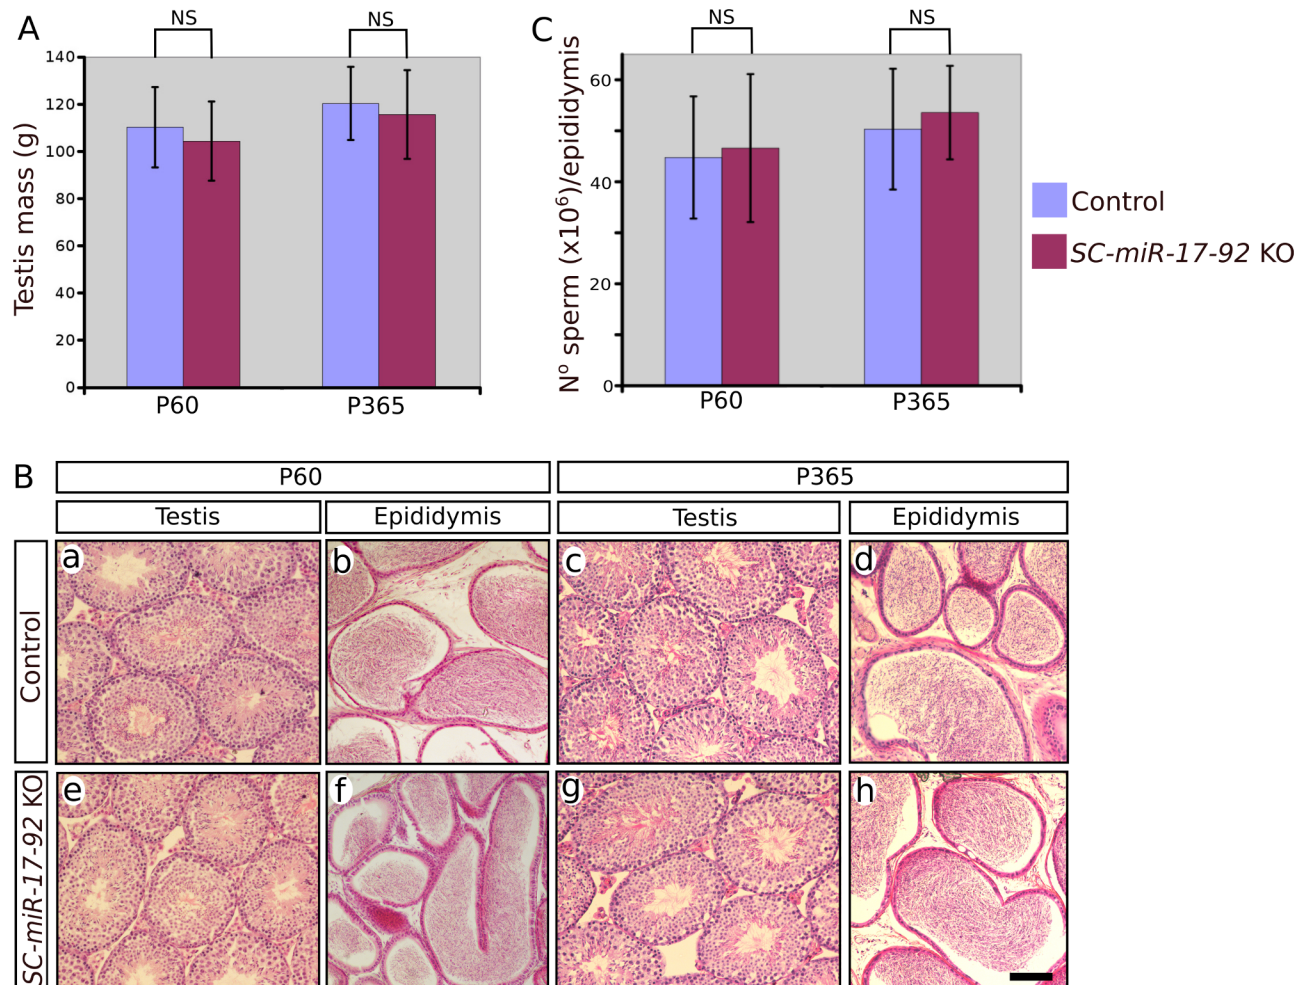 A
NS
NS
Testis mass (g)
140
120
100
80
60
40
20
0
P60
P365
C
NS
NS
Nº sperm (x10⁶)/epididymis
60
40
20
0
P60
P365
Control
SC-miR-17-92 KO
B
P60
P365
Testis
Epididymis
Testis
Epididymis
Control
a
b
c
d
SC-miR-17-92 KO
e
f
g
h